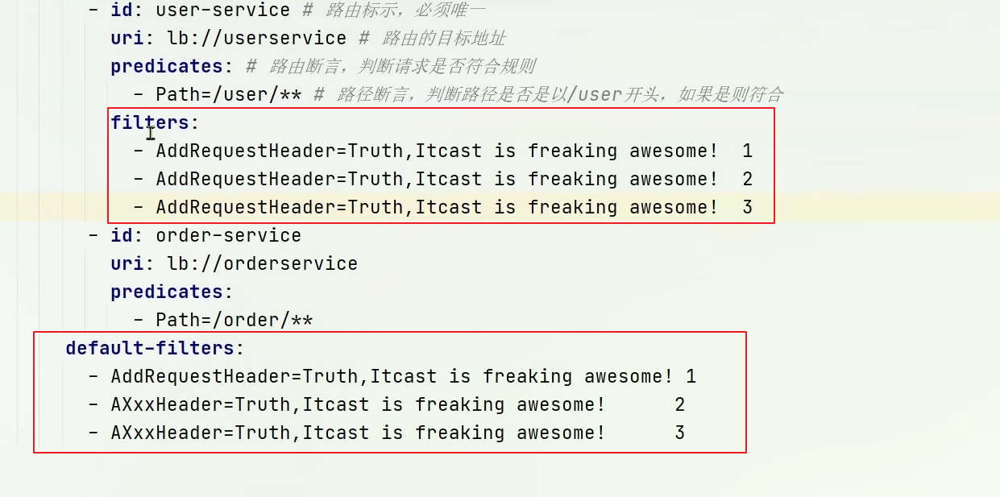 - id: user-service # 路由标示，必须唯一
uri: lb://userservice # 路由的目标地址
predicates: # 路由断言，判断请求是否符合规则
- Path=/user/** # 路径断言，判断路径是否是以/user开头，如果是则符合
filters:
- AddRequestHeader=Truth,Itcast is freaking awesome! 1
- AddRequestHeader=Truth,Itcast is freaking awesome! 2
- AddRequestHeader=Truth,Itcast is freaking awesome! 3
- id: order-service
uri: lb://orderservice
predicates:
- Path=/order/**
default-filters:
- AddRequestHeader=Truth,Itcast is freaking awesome! 1
- AXxxHeader=Truth,Itcast is freaking awesome! 2
- AXxxHeader=Truth,Itcast is freaking awesome! 3